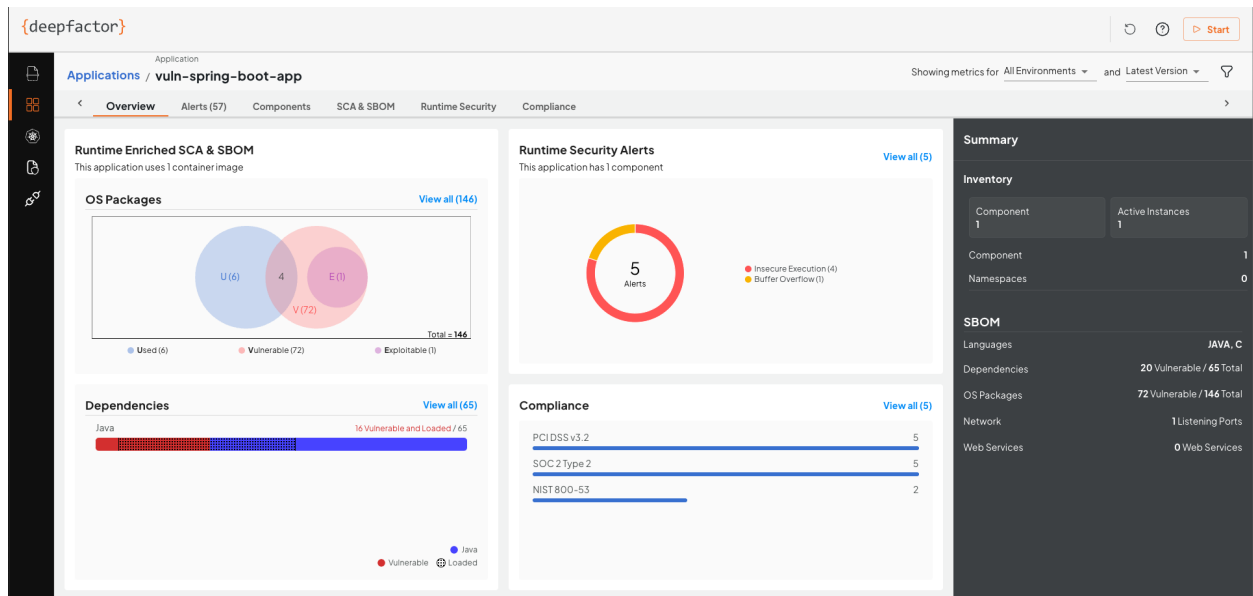 {deepfactor}
Start
Application
Applications / vuln-spring-boot-app
Showing metrics for All Environments and Latest Version
Overview Alerts (57) Components SCA & SBOM Runtime Security Compliance
Runtime Enriched SCA & SBOM
This application uses 1 container image
OS Packages View all (146)
U (6) 4 E (1)
V (72)
Total = 146
Used (6) Vulnerable (72) Exploitable (1)
Dependencies View all (65)
Java 16 Vulnerable and Loaded / 65
Java
Vulnerable Loaded
Runtime Security Alerts
View all (5)
This application has 1 component
5
Alerts
Insecure Execution (4)
Buffer Overflow (1)
Compliance View all (5)
PCI DSS v3.2 5
SOC 2 Type 2 5
NIST 800-53 2
Summary
Inventory
Component Active Instances
1 1
Component 1
Namespaces 0
SBOM
Languages JAVA, C
Dependencies 20 Vulnerable / 65 Total
OS Packages 72 Vulnerable / 146 Total
Network 1 Listening Ports
Web Services 0 Web Services